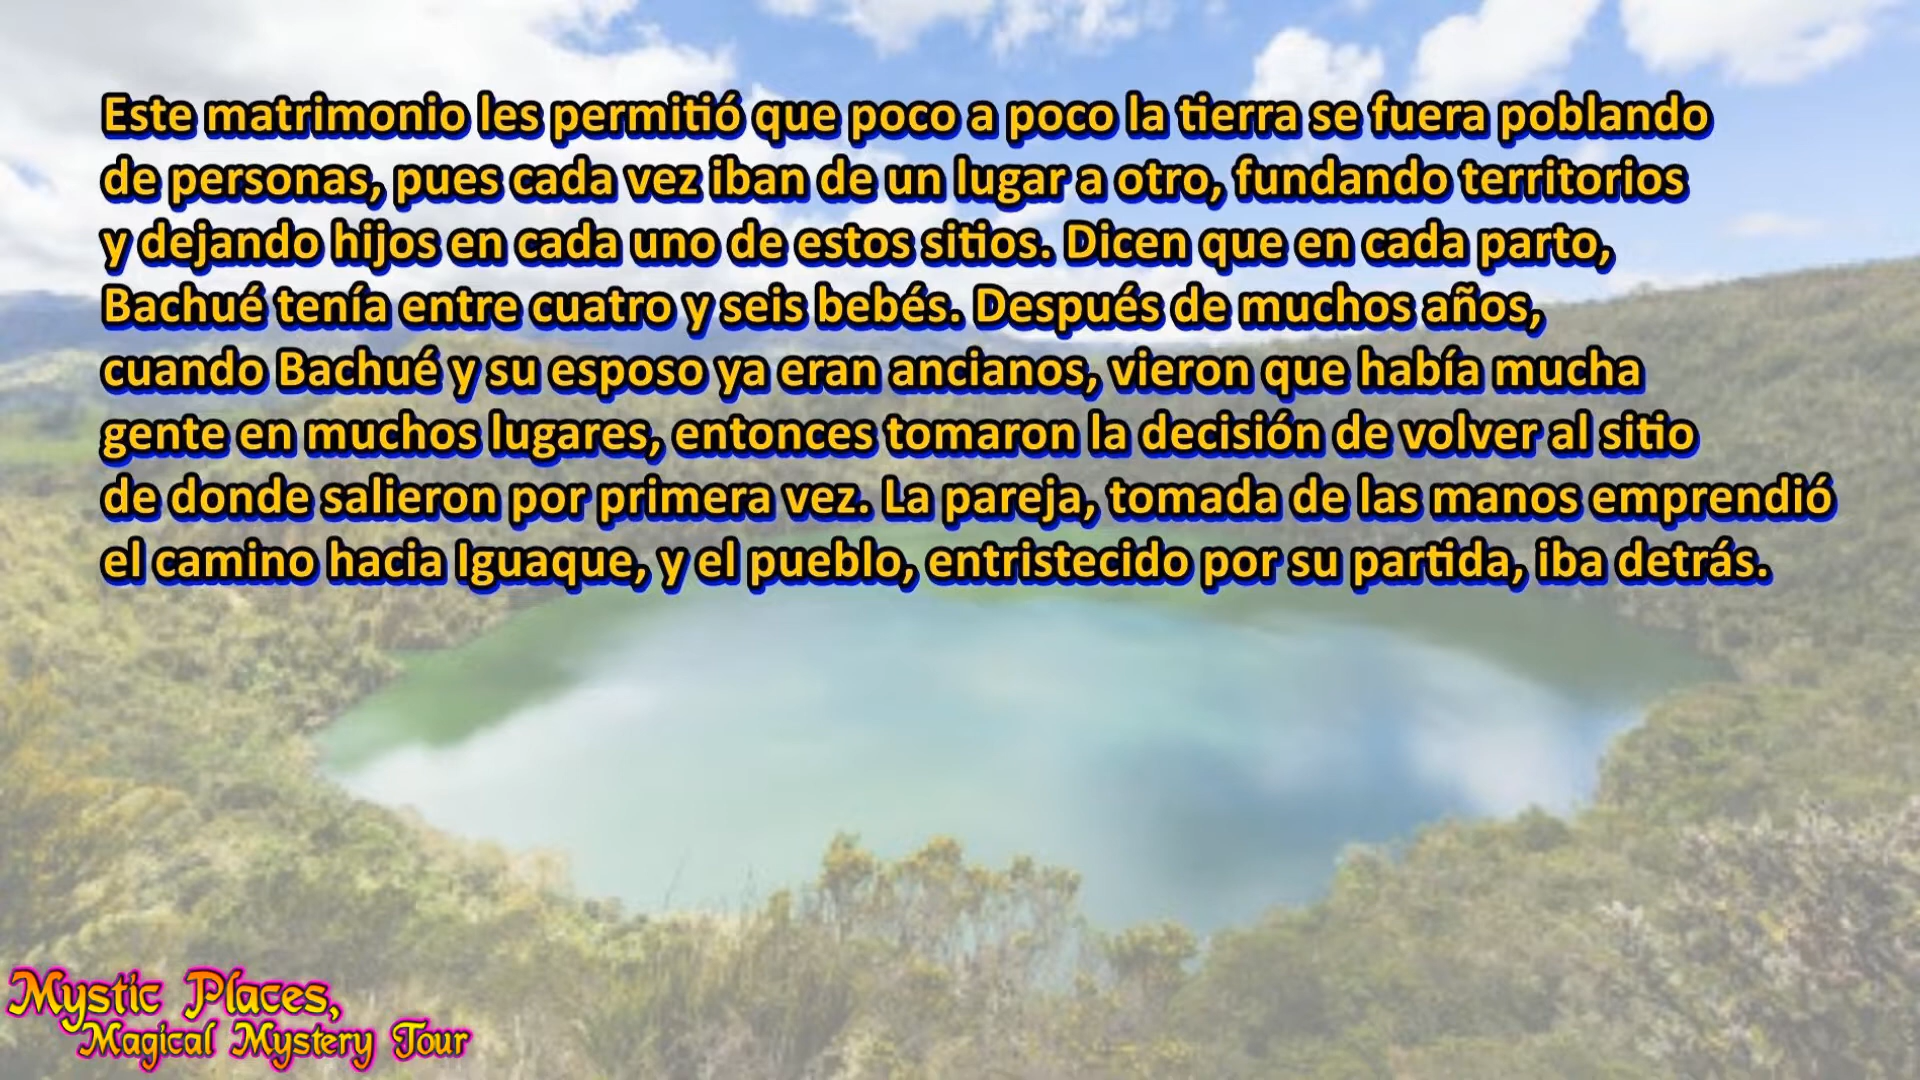 Este matrimonio les permitió que poco a poco la tierra se fuera poblando
de personas, pues cada vez iban de un lugar a otro, fundando territorios
y dejando hijos en cada uno de estos sitios. Dicen que en cada parto,
Bachué tenía entre cuatro y seis bebés. Después de muchos años,
cuando Bachué y su esposo ya eran ancianos, vieron que había mucha
gente en muchos lugares, entonces tomaron la decisión de volver al sitio
de donde salieron por primera vez. La pareja, tomada de las manos emprendió
el camino hacia Iguaque, y el pueblo, entristecido por su partida, iba detrás.
Mystic Places,
Magical Mystery Tour